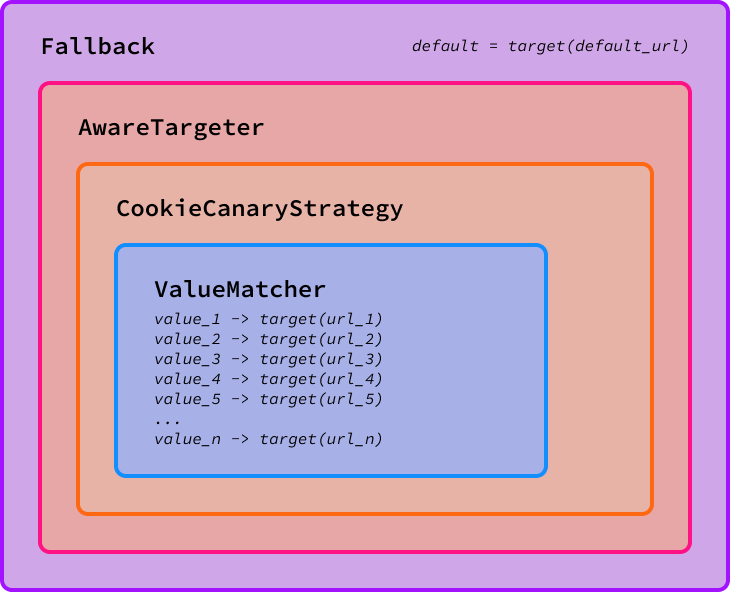 Fallback
default = target(default_url)
AwareTargeter
CookieCanaryStrategy
ValueMatcher
value_1 -> target(url_1)
value_2 -> target(url_2)
value_3 -> target(url_3)
value_4 -> target(url_4)
value_5 -> target(url_5)
...
value_n -> target(url_n)